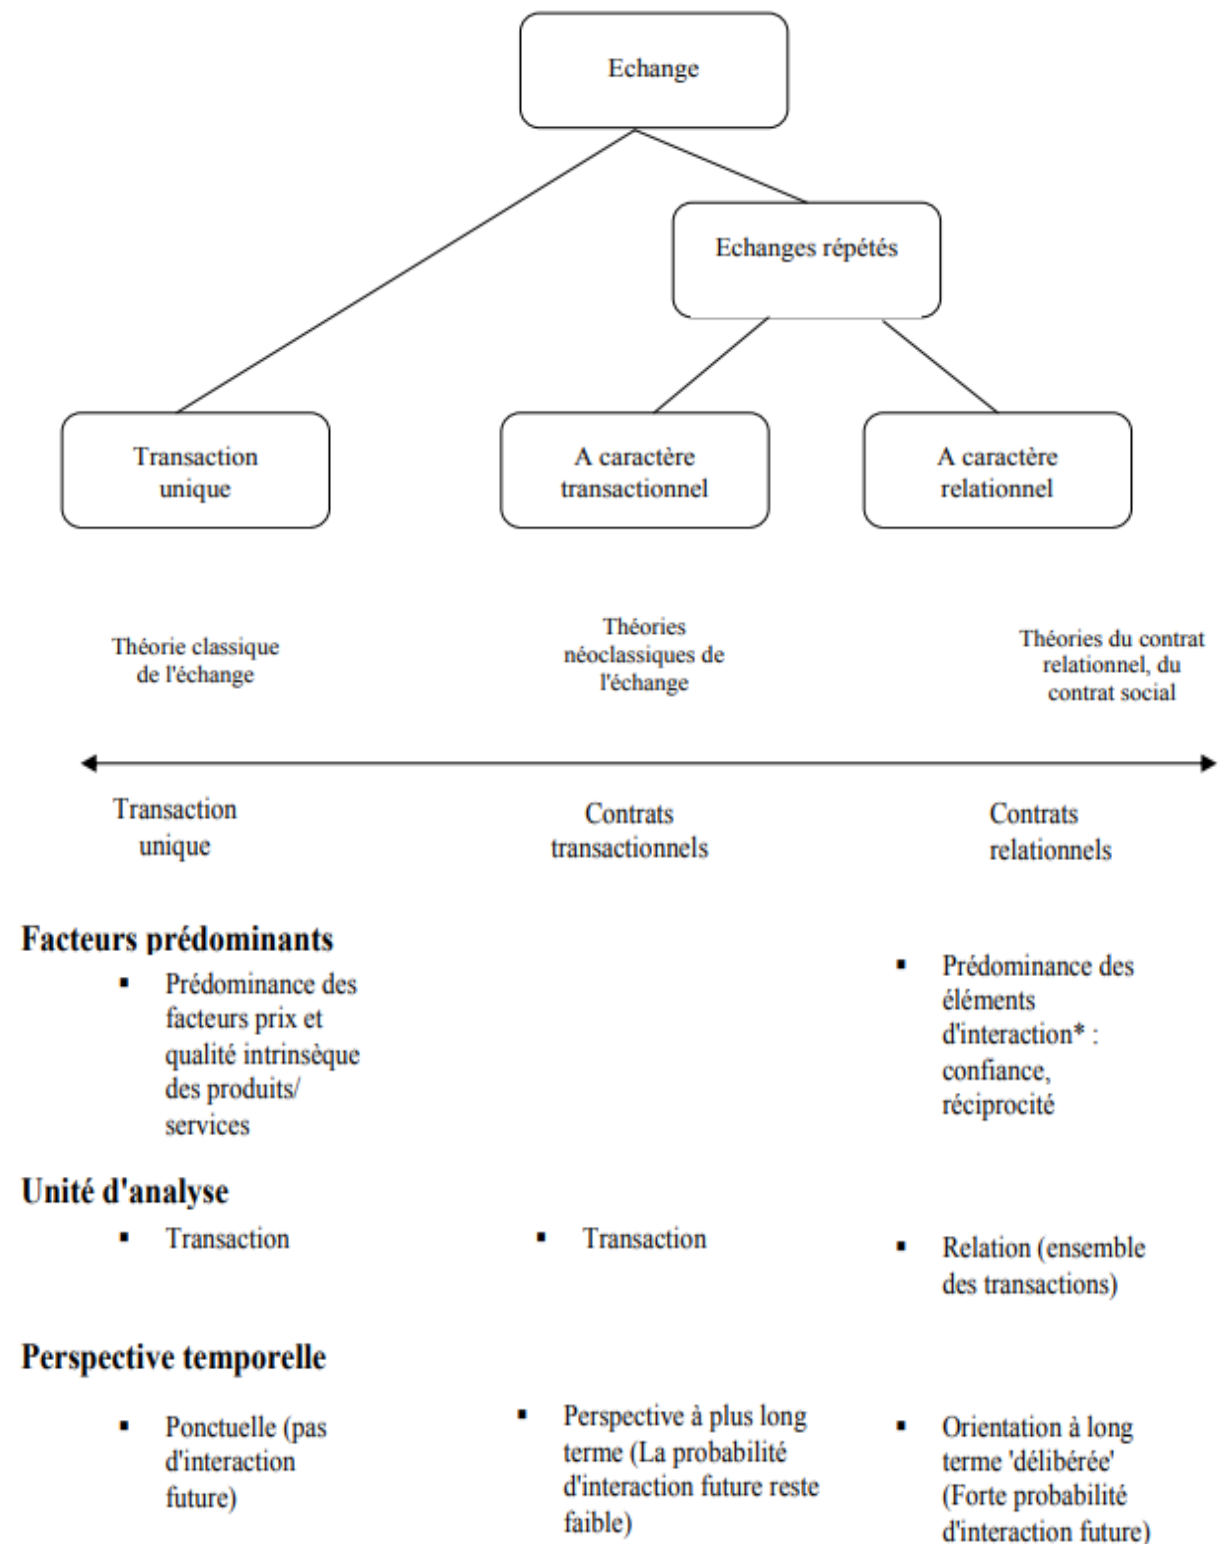 Echange
Echanges répétés
Transaction
unique
A caractère
transactionnel
A caractère
relationnel
Théorie classique
de l'échange
Théories
néoclassiques de
l'échange
Théories du contrat
relationnel, du
contrat social
Transaction
unique
Contrats
transactionnels
Contrats
relationnels
Facteurs prédominants
▪ Prédominance des
facteurs prix et
qualité intrinsèque
des produits/
services
▪ Prédominance des
éléments
d'interaction* :
confiance,
réciprocité
Unité d'analyse
▪ Transaction
▪ Transaction
▪ Relation (ensemble
des transactions)
Perspective temporelle
▪ Ponctuelle (pas
d'interaction
future)
▪ Perspective à plus long
terme (La probabilité
d'interaction future reste
faible)
▪ Orientation à long
terme 'délibérée'
(Forte probabilité
d'interaction future)